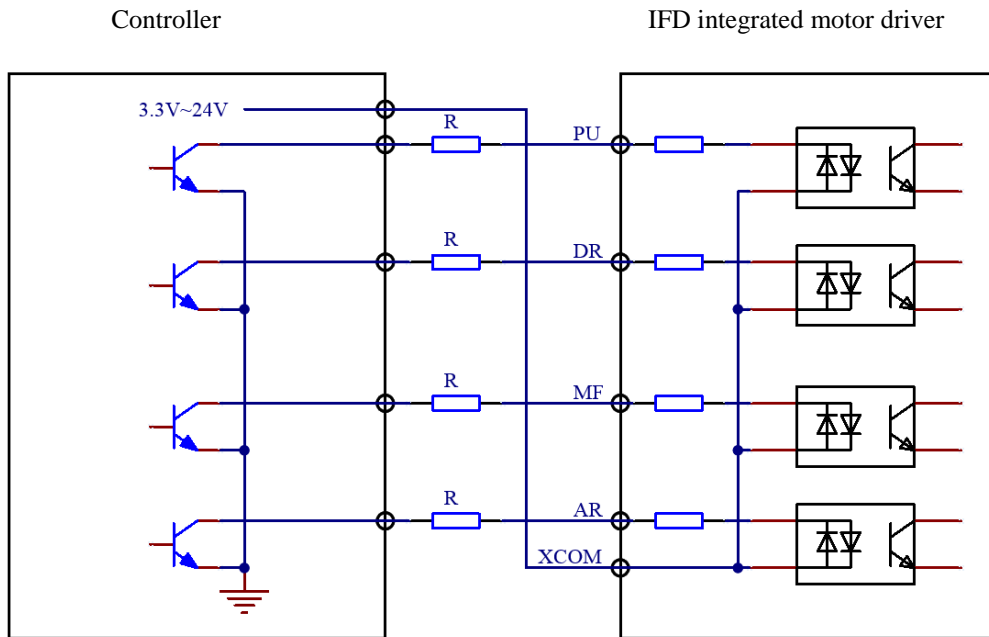 Controller
IFD integrated motor driver
3.3V~24V
R
PU
R
DR
R
MF
R
AR
XCOM